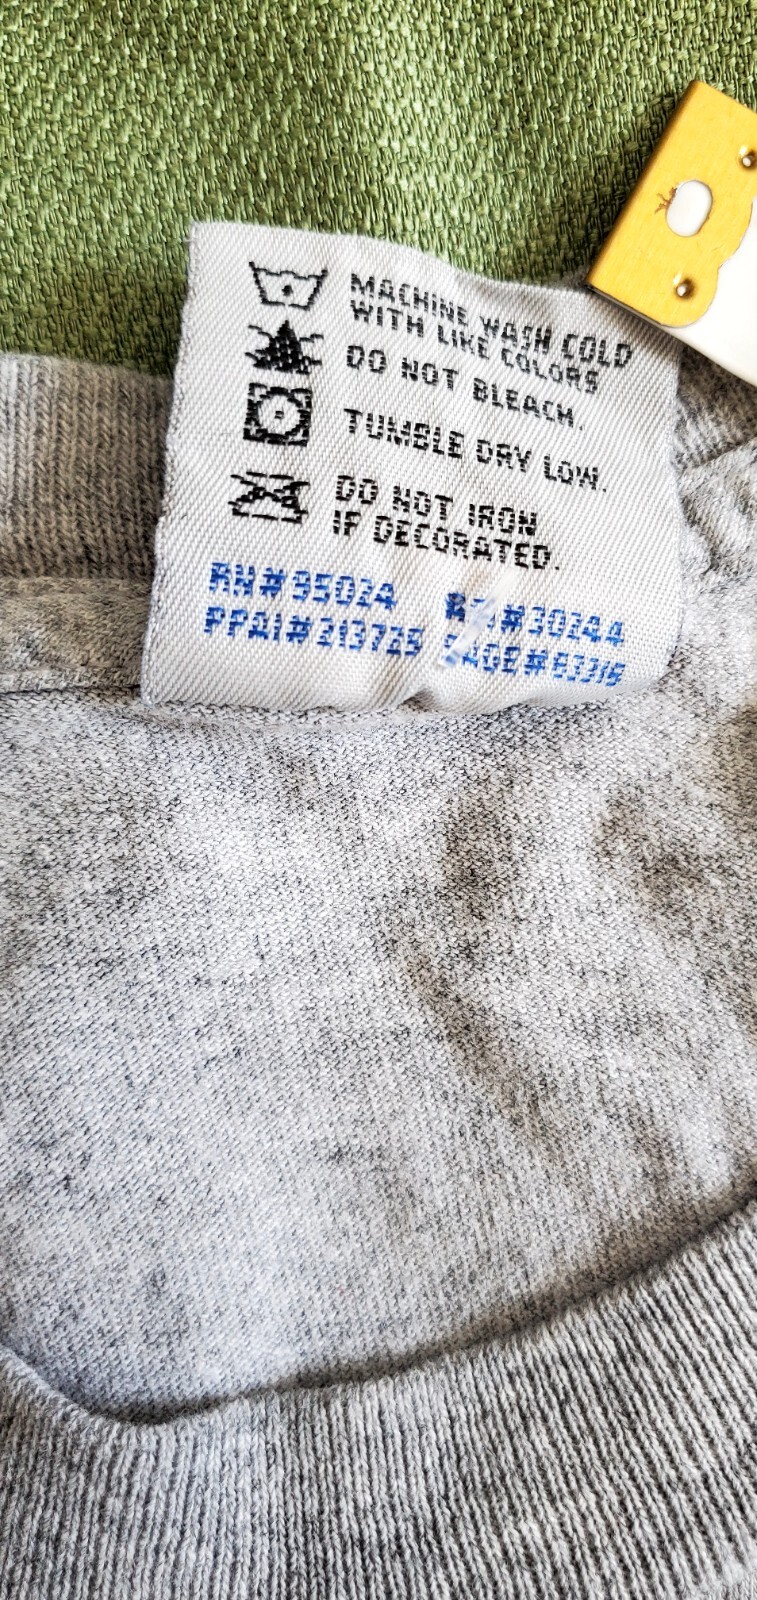 MACHINE WASH COLD
WITH LIKE COLORS
DO NOT BLEACH.
TUMBLE DRY LOW.
DO NOT IRON
IF DECORATED.
RN#95024
PPAI#213725